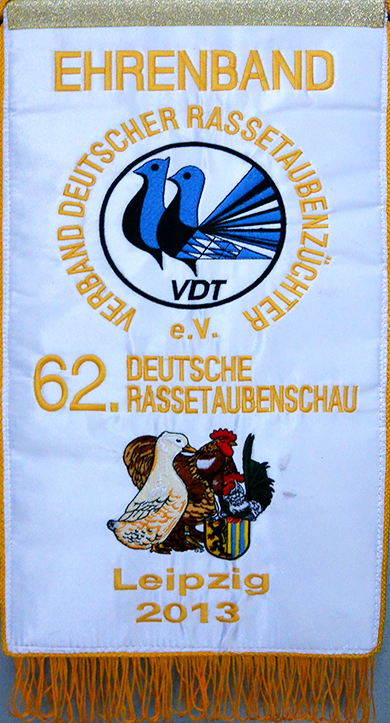 EHRENBAND
VERBAND DEUTSCHER RASSETAUBENZÜCHTER
VDT
e.V.
62. DEUTSCHE
RASSETAUBENSCHAU
Leipzig
2013